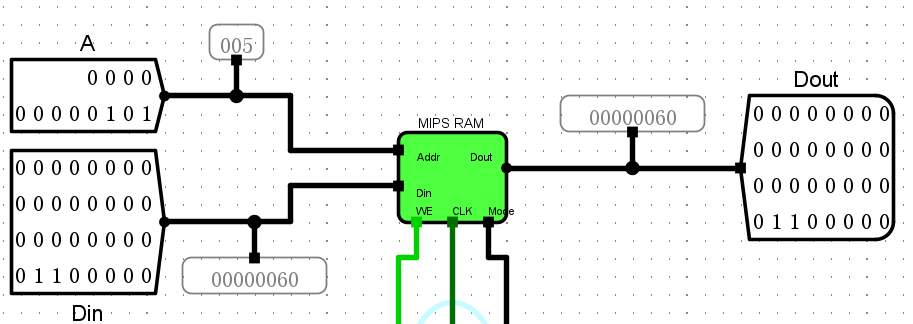 A
005
0 0 0 0
0 0 0 0 0 1 0 1
Dout
00000060
0 0 0 0 0 0 0 0
0 0 0 0 0 0 0 0
0 0 0 0 0 0 0 0
0 1 1 0 0 0 0 0
MIPS RAM
Addr Dout
Din
WE CLK Mode
0 0 0 0 0 0 0 0
0 0 0 0 0 0 0 0
0 0 0 0 0 0 0 0
0 1 1 0 0 0 0 0
00000060
Din